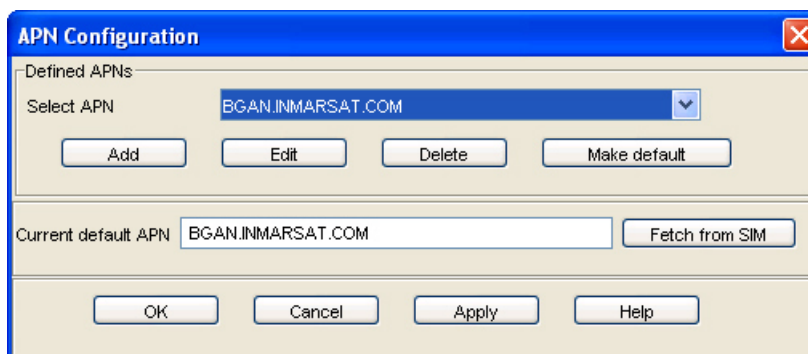 APN Configuration
Defined APNs
Select APN BGAN.INMARSAT.COM
Add Edit Delete Make default
Current default APN BGAN.INMARSAT.COM Fetch from SIM
OK Cancel Apply Help